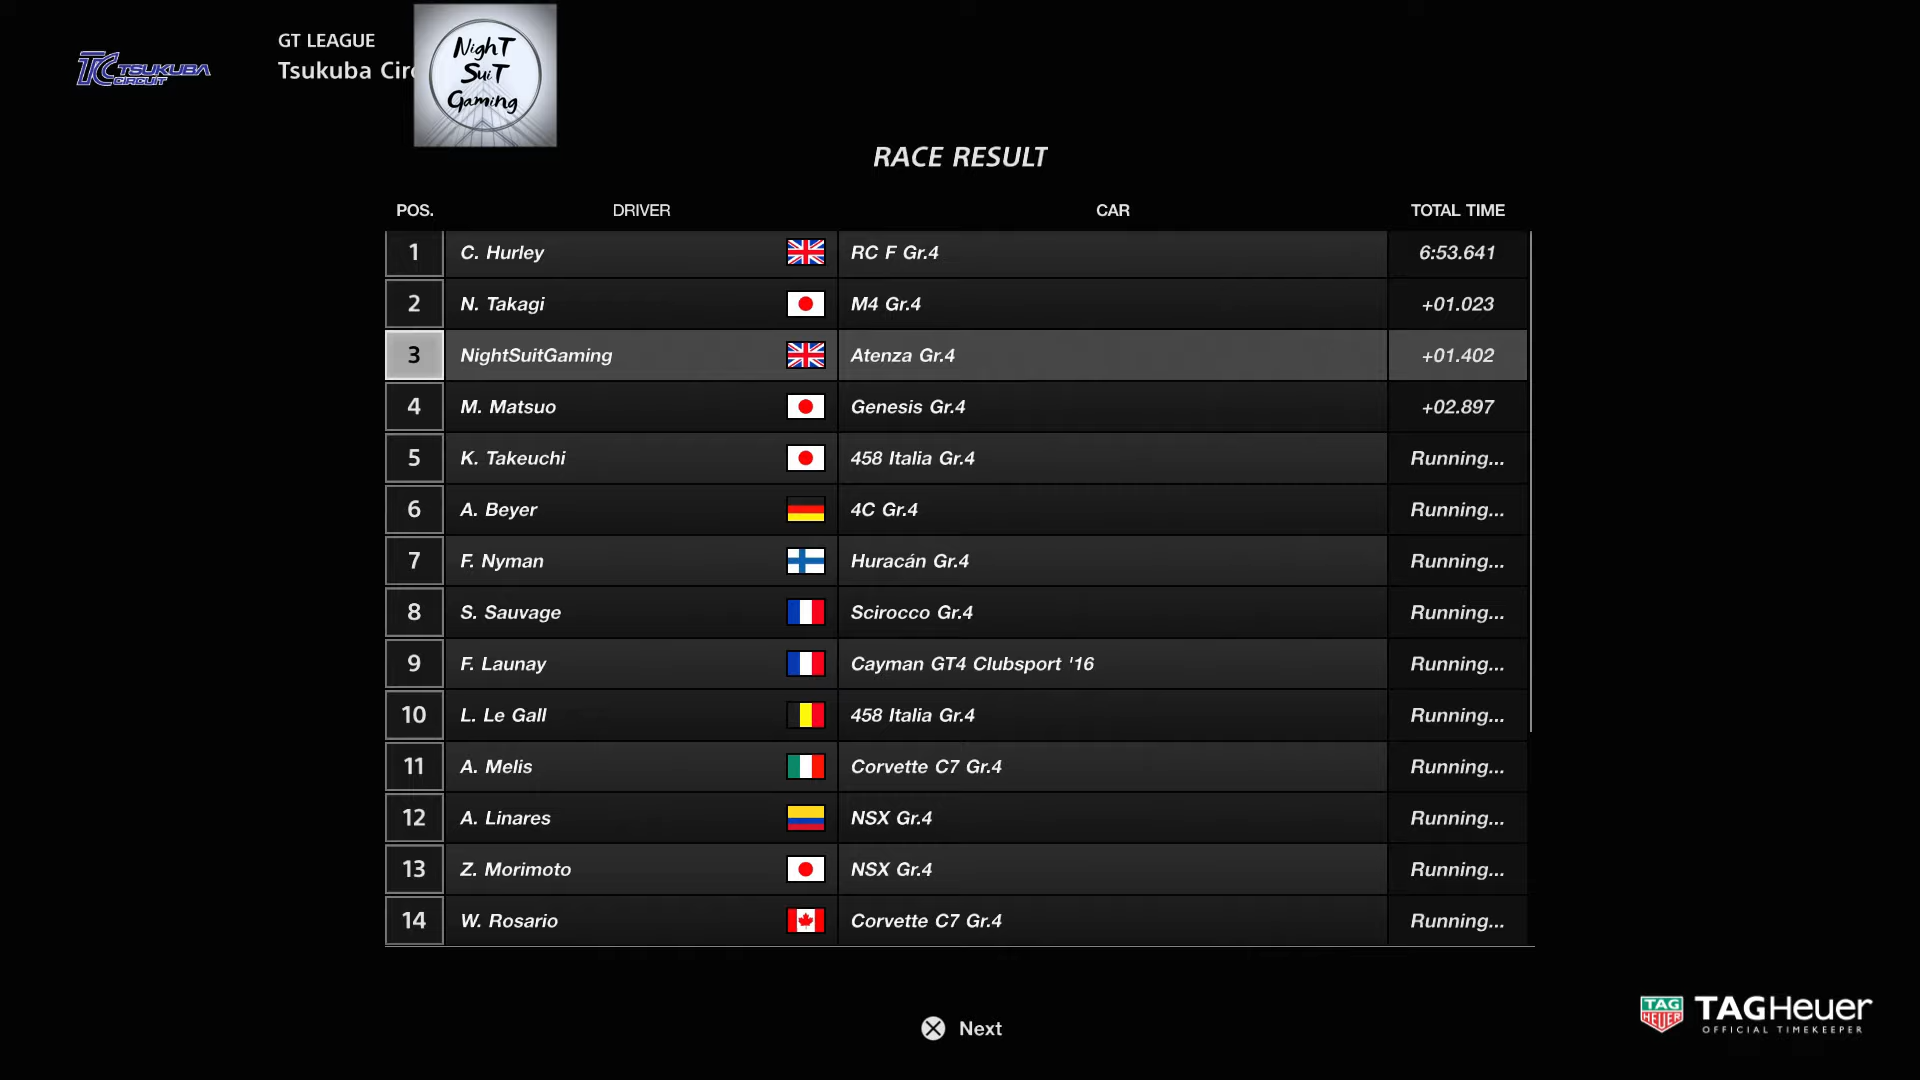 TC TSUKUBA
CIRCUIT
GT LEAGUE
Tsukuba
NighT
SuiT
Gaming
RACE RESULT
POS. DRIVER CAR TOTAL TIME
1 C. Hurley RC F Gr.4 6:53.641
2 N. Takagi M4 Gr.4 +01.023
3 NightSuitGaming Atenza Gr.4 +01.402
4 M. Matsuo Genesis Gr.4 +02.897
5 K. Takeuchi 458 Italia Gr.4 Running...
6 A. Beyer 4C Gr.4 Running...
7 F. Nyman Huracán Gr.4 Running...
8 S. Sauvage Scirocco Gr.4 Running...
9 F. Launay Cayman GT4 Clubsport '16 Running...
10 L. Le Gall 458 Italia Gr.4 Running...
11 A. Melis Corvette C7 Gr.4 Running...
12 A. Linares NSX Gr.4 Running...
13 Z. Morimoto NSX Gr.4 Running...
14 W. Rosario Corvette C7 Gr.4 Running...
Next
TAG
HEUER
TAGHeuer
OFFICIAL TIMEKEEPER